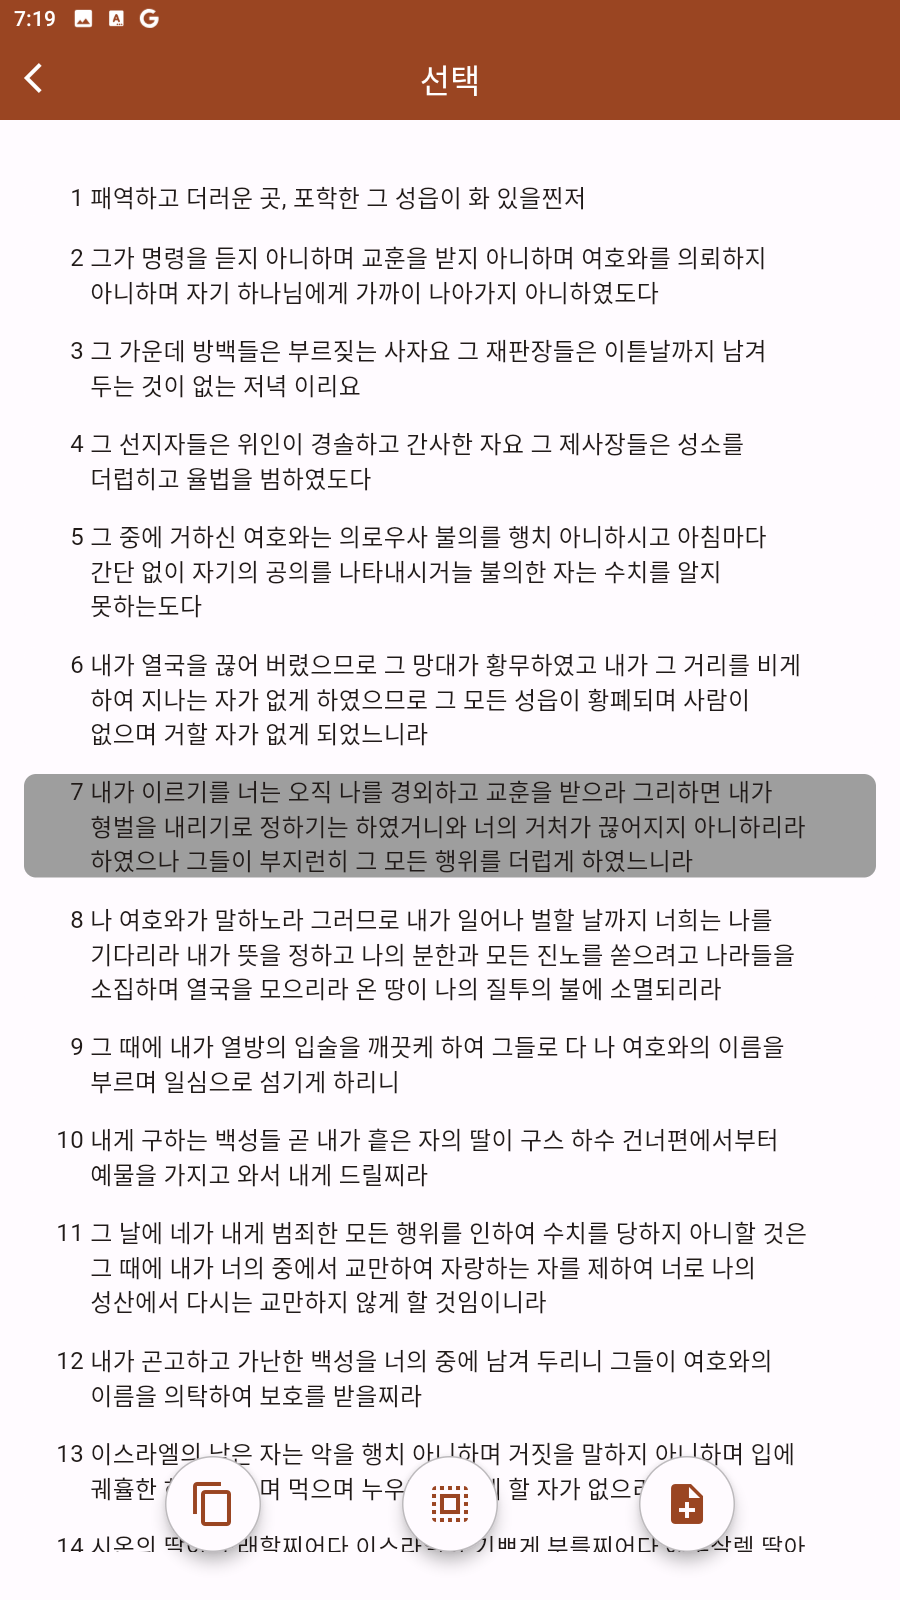 7:19
선택
1 패역하고 더러운 곳, 포학한 그 성읍이 화 있을찐저
2 그가 명령을 듣지 아니하며 교훈을 받지 아니하며 여호와를 의뢰하지
아니하며 자기 하나님에게 가까이 나아가지 아니하였도다
3 그 가운데 방백들은 부르짖는 사자요 그 재판장들은 이튿날까지 남겨
두는 것이 없는 저녁 이리요
4 그 선지자들은 위인이 경솔하고 간사한 자요 그 제사장들은 성소를
더럽히고 율법을 범하였도다
5 그 중에 거하신 여호와는 의로우사 불의를 행치 아니하시고 아침마다
간단 없이 자기의 공의를 나타내시거늘 불의한 자는 수치를 알지
못하는도다
6 내가 열국을 끊어 버렸으므로 그 망대가 황무하였고 내가 그 거리를 비게
하여 지나는 자가 없게 하였으므로 그 모든 성읍이 황폐되며 사람이
없으며 거할 자가 없게 되었느니라
7 내가 이르기를 너는 오직 나를 경외하고 교훈을 받으라 그리하면 내가
형벌을 내리기로 정하기는 하였거니와 너의 거처가 끊어지지 아니하리라
하였으나 그들이 부지런히 그 모든 행위를 더럽게 하였느니라
8 나 여호와가 말하노라 그러므로 내가 일어나 벌할 날까지 너희는 나를
기다리라 내가 뜻을 정하고 나의 분한과 모든 진노를 쏟으려고 나라들을
소집하며 열국을 모으리라 온 땅이 나의 질투의 불에 소멸되리라
9 그 때에 내가 열방의 입술을 깨끗케 하여 그들로 다 나 여호와의 이름을
부르며 일심으로 섬기게 하리니
10 내게 구하는 백성들 곧 내가 흩은 자의 딸이 구스 하수 건너편에서부터
예물을 가지고 와서 내게 드릴찌라
11 그 날에 네가 내게 범죄한 모든 행위를 인하여 수치를 당하지 아니할 것은
그 때에 내가 너의 중에서 교만하여 자랑하는 자를 제하여 너로 나의
성산에서 다시는 교만하지 않게 할 것임이니라
12 내가 곤고하고 가난한 백성을 너의 중에 남겨 두리니 그들이 여호와의
이름을 의탁하여 보호를 받을찌라
13 이스라엘의 남은 자는 악을 행치 아니하며 거짓을 말하지 아니하며 입에
궤휼한 며 먹으며 누우 할 자가 없으
14 시온의 이스라 기쁘게 부를찌어다 딸아